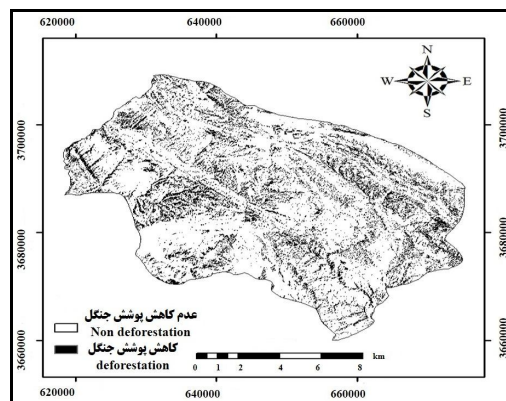 620000 640000 660000
N
W E
S
3700000 3700000
3680000 3680000
3660000 3660000
عدم کاهش پوشش جنگل
Non deforestation
کاهش پوشش جنگل
deforestation
km
0 1 2 4 6 8
620000 640000 660000